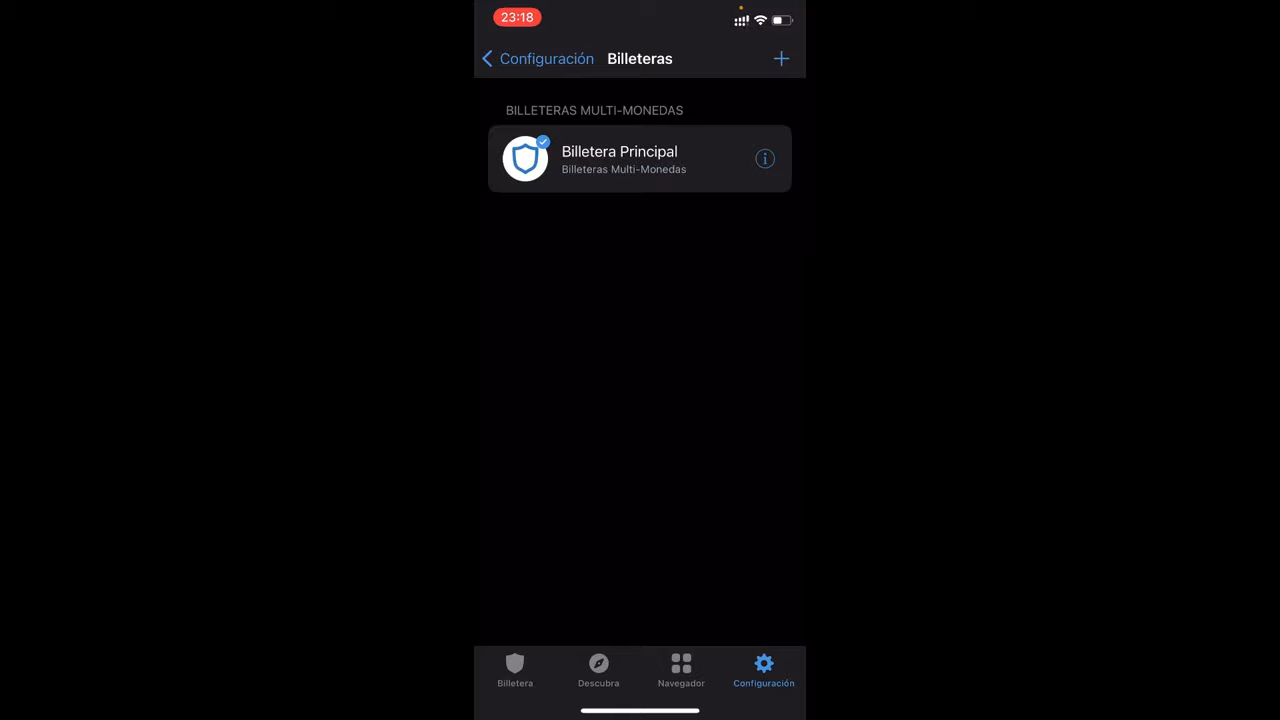 23:18
Configuración Billeteras
BILLETERAS MULTI-MONEDAS
Billetera Principal
Billeteras Multi-Monedas
Billetera Descubra Navegador Configuración